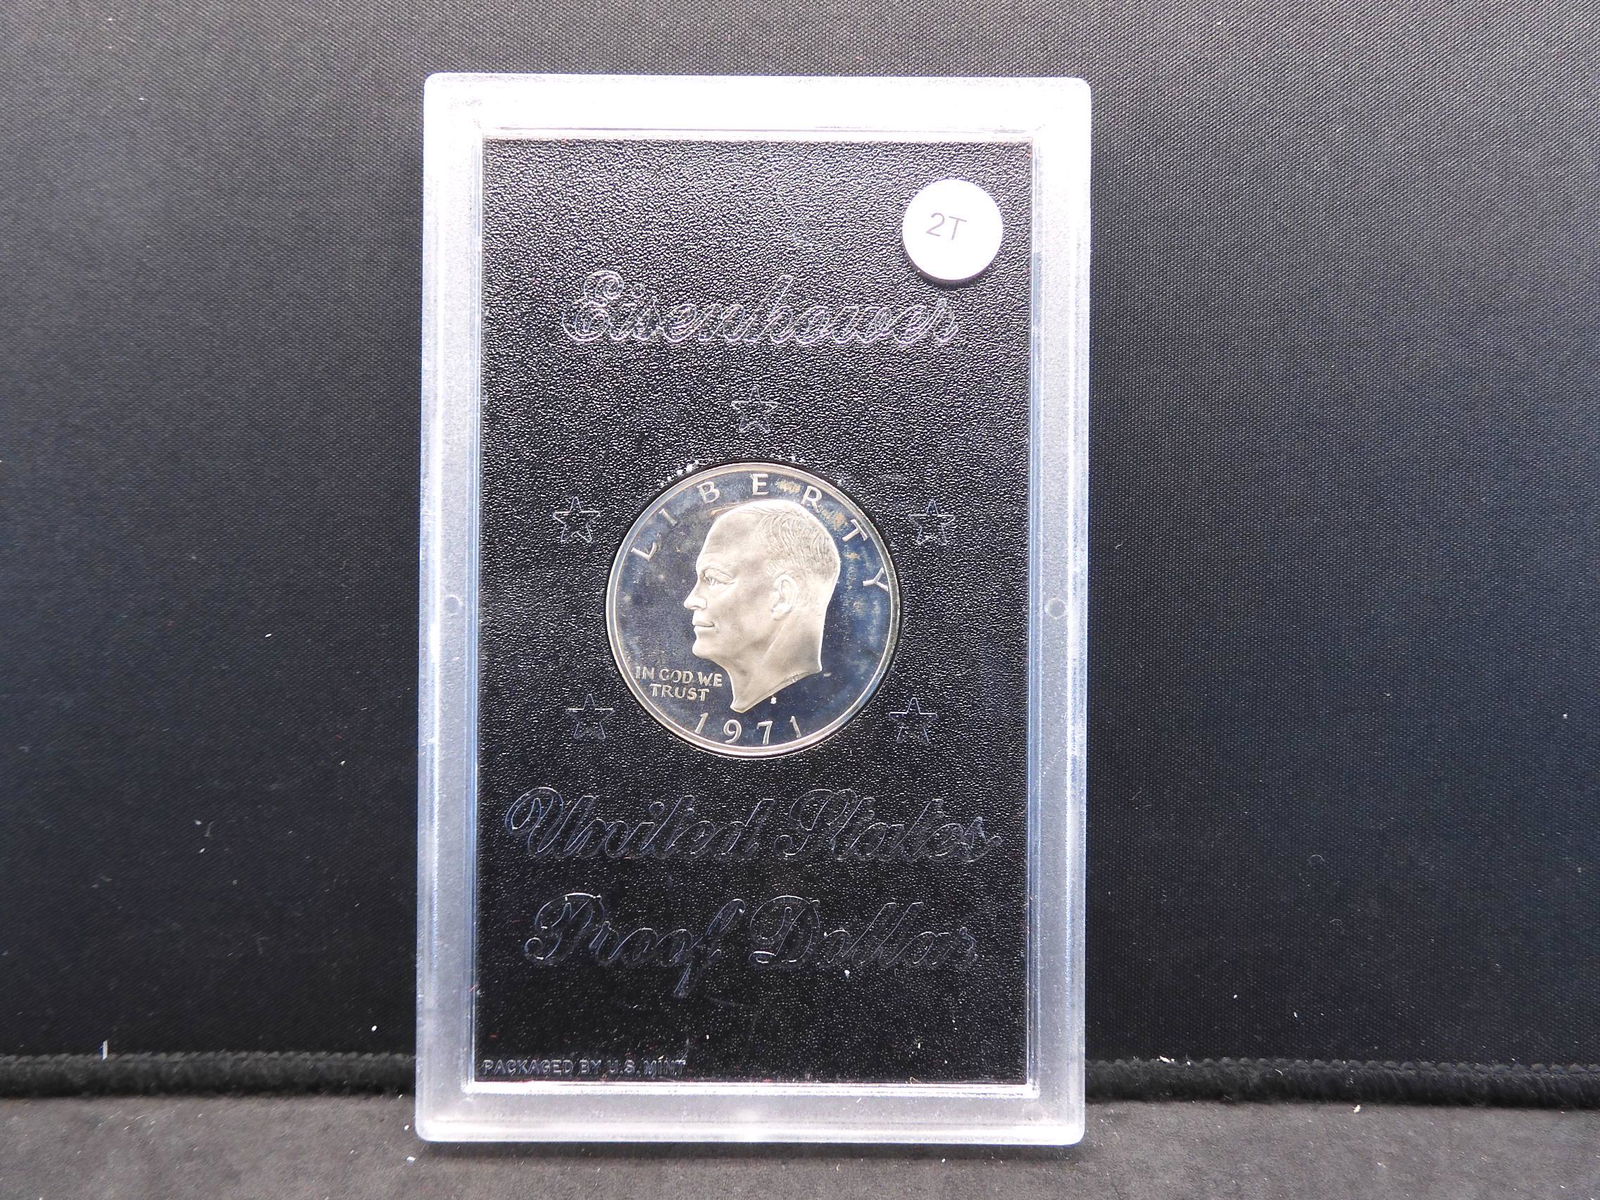 2T
Eisenhower
LIBERTY
IN GOD WE
TRUST
S
1971
United States
Proof Dollar
PACKAGED BY U.S. MINT